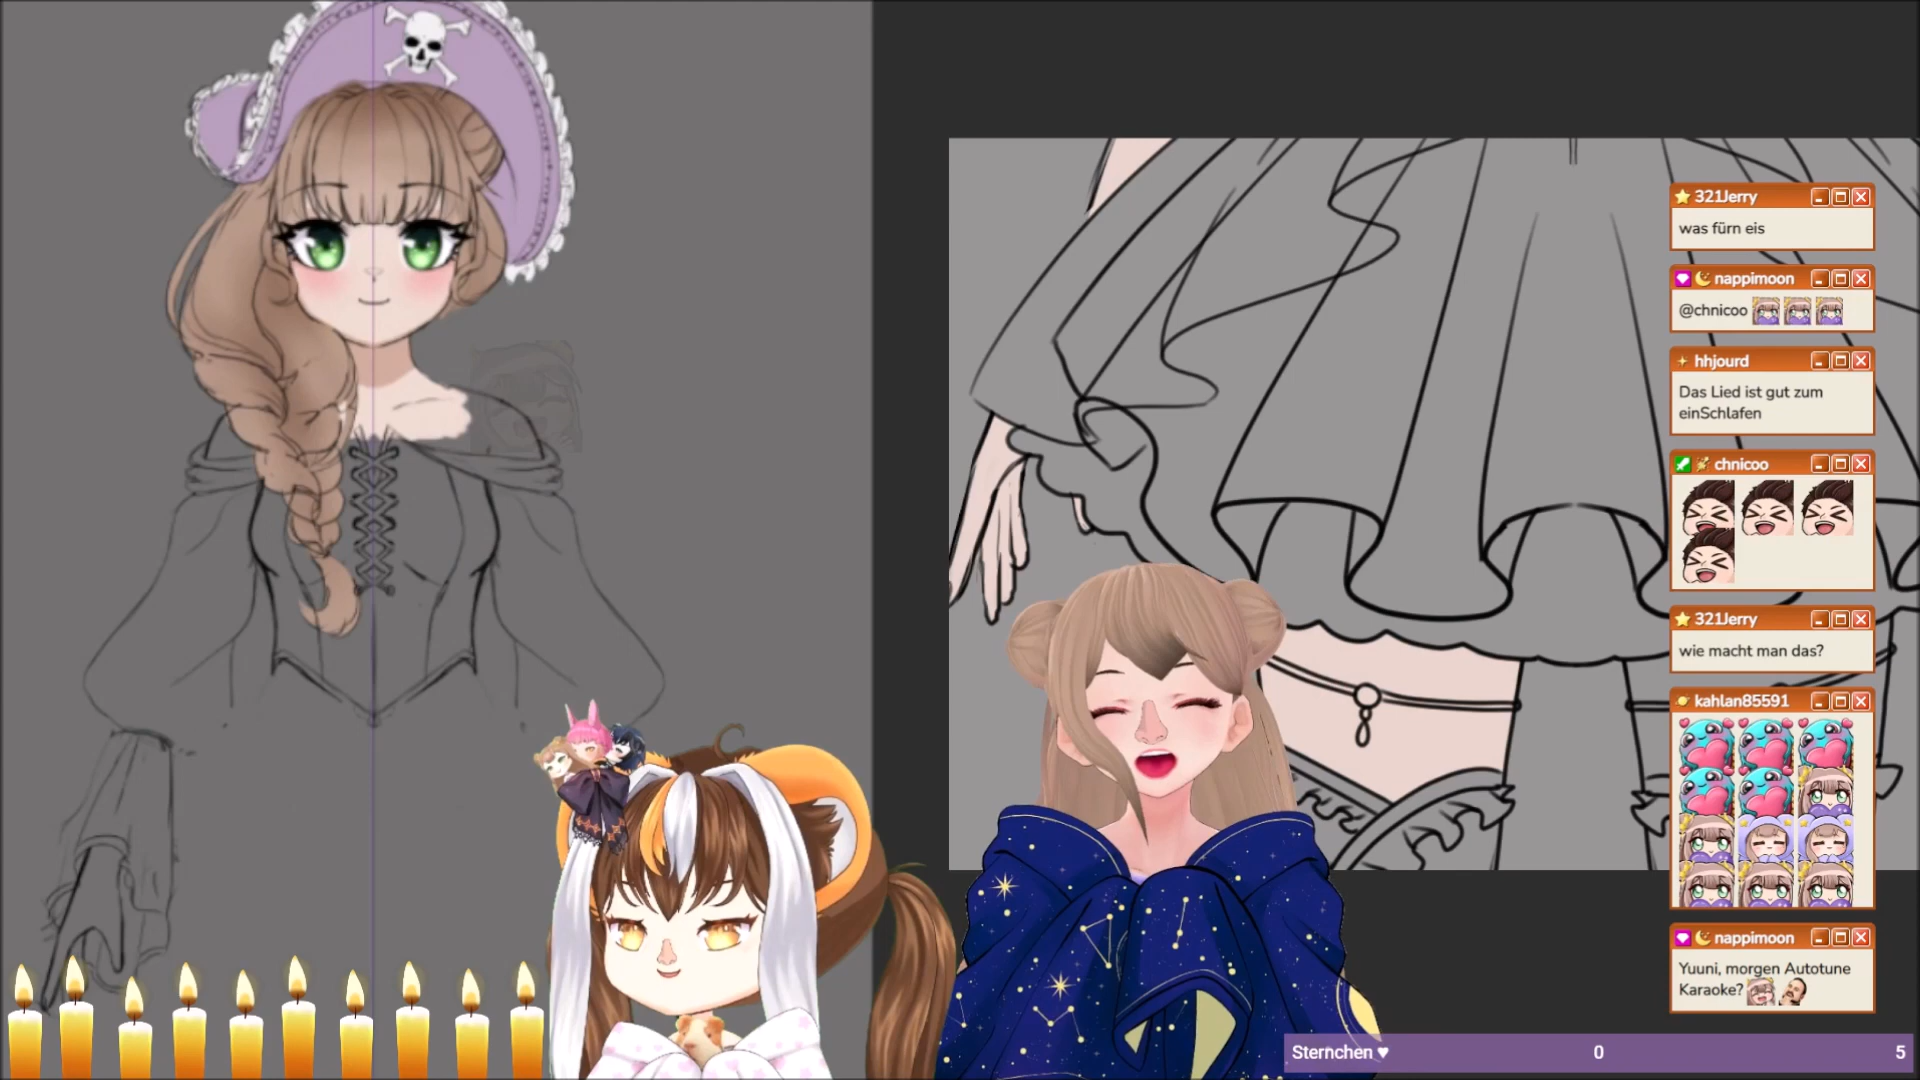 321Jerry
was fürn eis
nappimoon
@chnicoo
hhjourd
Das Lied ist gut zum
einSchlafen
chnicoo
321Jerry
wie macht man das?
kahlan85591
nappimoon
Yuuni, morgen Autotune
Karaoke?
Sternchen ♥ 0 5